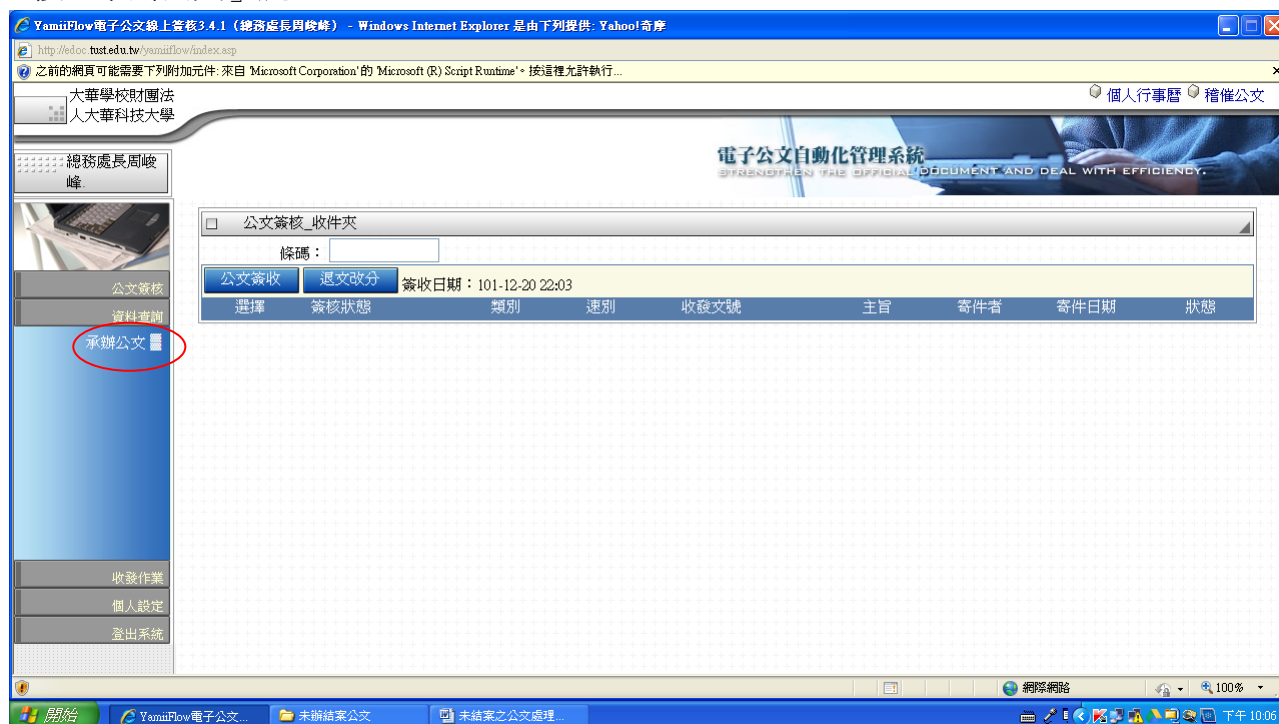 YamiiFlow電子公文線上簽核3.4.1（總務處長周峻峰） - Windows Internet Explorer 是由下列提供: Yahoo!奇摩
http://edoc.tust.edu.tw/yamiiflow/index.asp
之前的網頁可能需要下列附加元件: 來自 'Microsoft Corporation' 的 'Microsoft (R) Script Runtime'。按這裡允許執行...
大華學校財團法
人大華科技大學
個人行事曆 稽催公文
總務處長周峻
峰.
電子公文自動化管理系統
STRENGTHEN THE OFFICIAL DOCUMENT AND DEAL WITH EFFICIENCY.
公文簽核_收件夾
條碼：
公文簽收 退文改分 簽收日期：101-12-20 22:03
選擇 簽核狀態 類別 速別 收發文號 主旨 寄件者 寄件日期 狀態
公文簽核
資料查詢
承辦公文
收發作業
個人設定
登出系統
網際網路 100%
開始 YamiiFlow電子公文... 未辦結案公文 未結案之公文處理... 下午 10:06